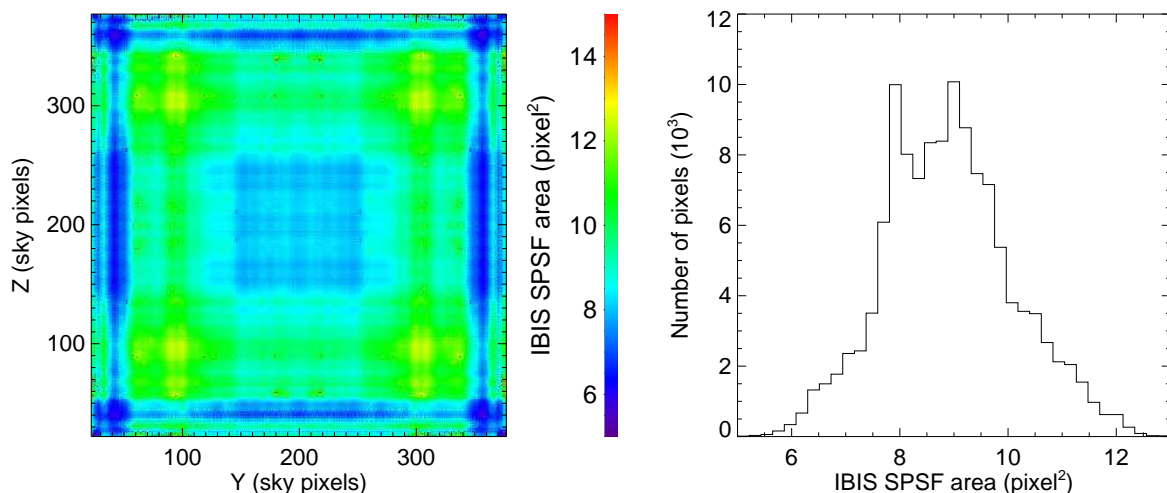 300
200
100
Z (sky pixels)
100 200 300
Y (sky pixels)
14
12
10
8
6
IBIS SPSF area (pixel²)
12
10
8
6
4
2
0
Number of pixels (10³)
6 8 10 12
IBIS SPSF area (pixel²)